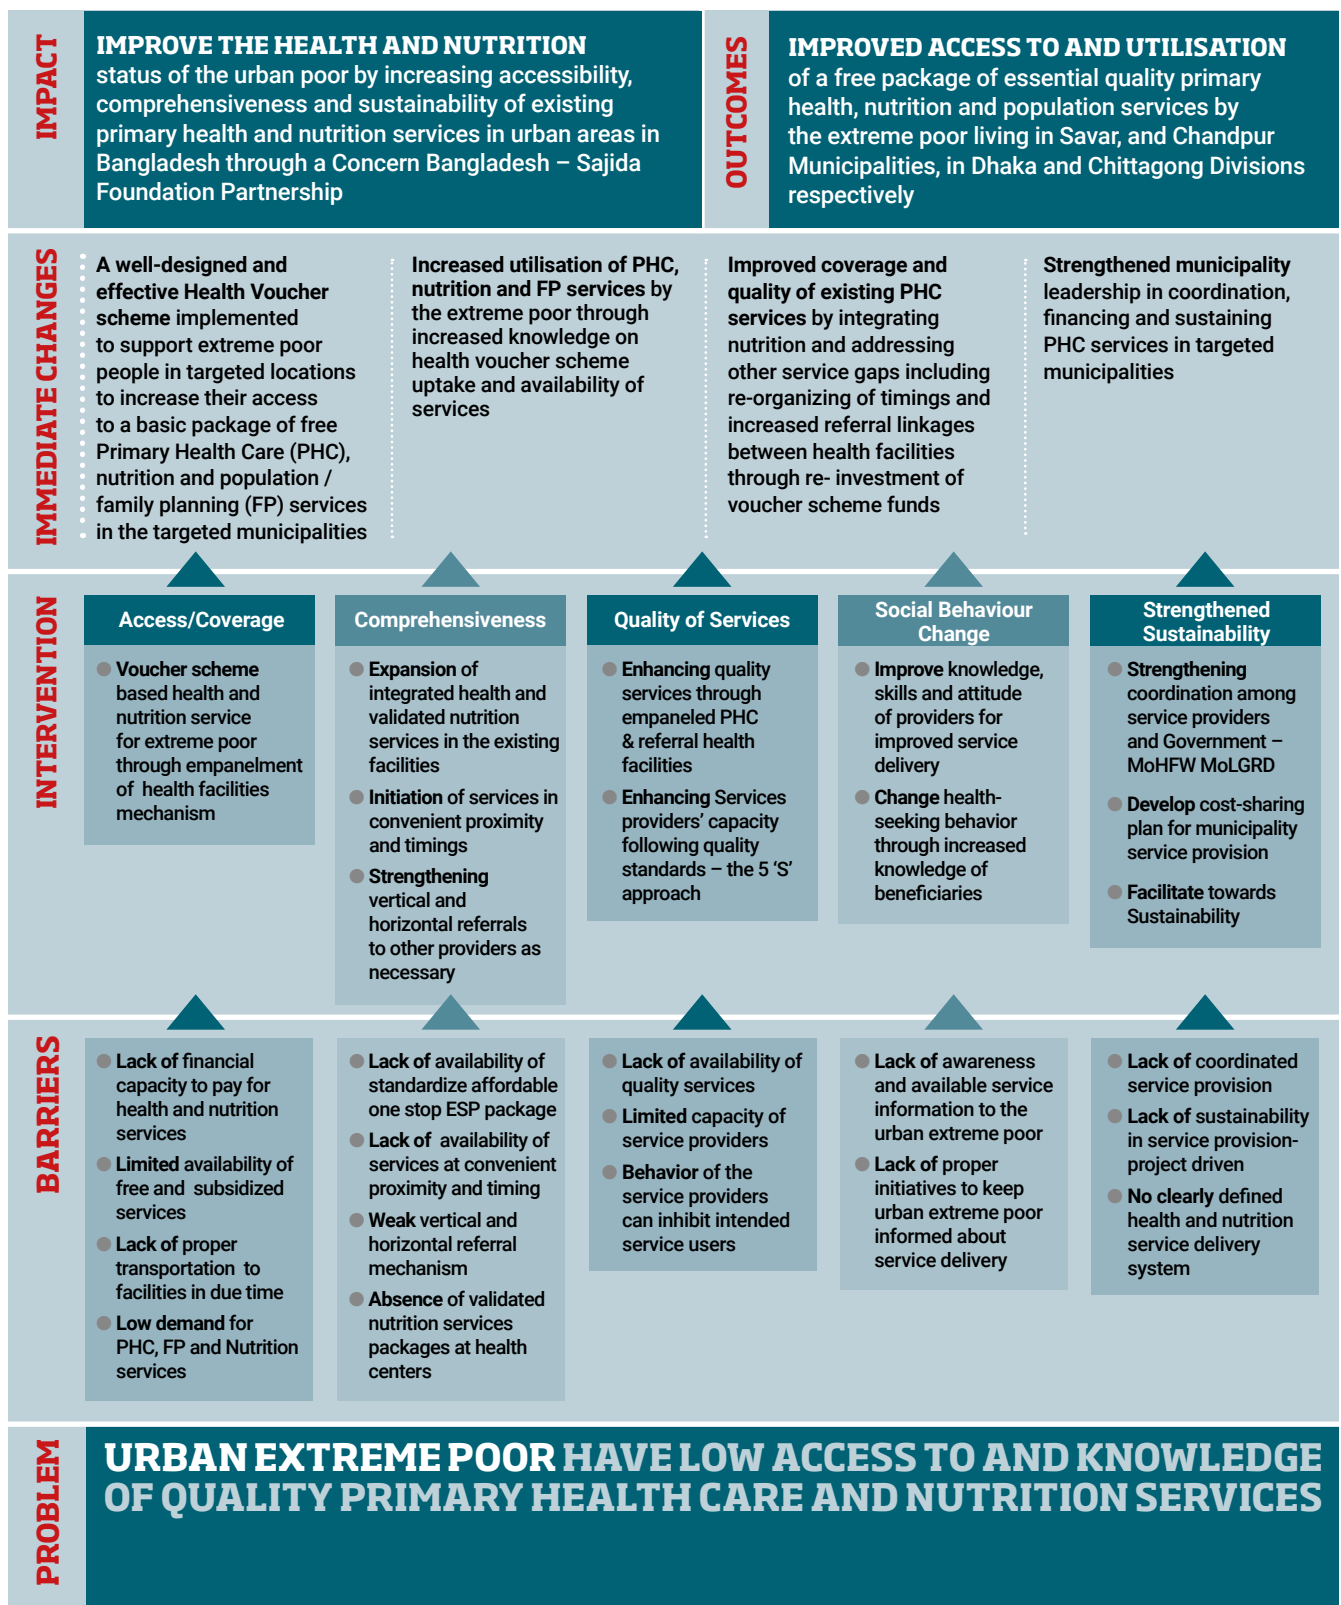 IMPACT
IMPROVE THE HEALTH AND NUTRITION
status of the urban poor by increasing accessibility,
comprehensiveness and sustainability of existing
primary health and nutrition services in urban areas in
Bangladesh through a Concern Bangladesh – Sajida
Foundation Partnership
OUTCOMES
IMPROVED ACCESS TO AND UTILISATION
of a free package of essential quality primary
health, nutrition and population services by
the extreme poor living in Savar, and Chandpur
Municipalities, in Dhaka and Chittagong Divisions
respectively
IMMEDIATE CHANGES
A well-designed and
effective Health Voucher
scheme implemented
to support extreme poor
people in targeted locations
to increase their access
to a basic package of free
Primary Health Care (PHC),
nutrition and population /
family planning (FP) services
in the targeted municipalities
Increased utilisation of PHC,
nutrition and FP services by
the extreme poor through
increased knowledge on
health voucher scheme
uptake and availability of
services
Improved coverage and
quality of existing PHC
services by integrating
nutrition and addressing
other service gaps including
re-organizing of timings and
increased referral linkages
between health facilities
through re- investment of
voucher scheme funds
Strengthened municipality
leadership in coordination,
financing and sustaining
PHC services in targeted
municipalities
INTERVENTION
Access/Coverage
Voucher scheme
based health and
nutrition service
for extreme poor
through empanelment
of health facilities
mechanism
Comprehensiveness
Expansion of
integrated health and
validated nutrition
services in the existing
facilities
Initiation of services in
convenient proximity
and timings
Strengthening
vertical and
horizontal referrals
to other providers as
necessary
Quality of Services
Enhancing quality
services through
empaneled PHC
& referral health
facilities
Enhancing Services
providers’ capacity
following quality
standards – the 5 ‘S’
approach
Social Behaviour
Change
Improve knowledge,
skills and attitude
of providers for
improved service
delivery
Change health-
seeking behavior
through increased
knowledge of
beneficiaries
Strengthened
Sustainability
Strengthening
coordination among
service providers
and Government –
MoHFW MoLGRD
Develop cost-sharing
plan for municipality
service provision
Facilitate towards
Sustainability
BARRIERS
Lack of financial
capacity to pay for
health and nutrition
services
Limited availability of
free and subsidized
services
Lack of proper
transportation to
facilities in due time
Low demand for
PHC, FP and Nutrition
services
Lack of availability of
standardize affordable
one stop ESP package
Lack of availability of
services at convenient
proximity and timing
Weak vertical and
horizontal referral
mechanism
Absence of validated
nutrition services
packages at health
centers
Lack of availability of
quality services
Limited capacity of
service providers
Behavior of the
service providers
can inhibit intended
service users
Lack of awareness
and available service
information to the
urban extreme poor
Lack of proper
initiatives to keep
urban extreme poor
informed about
service delivery
Lack of coordinated
service provision
Lack of sustainability
in service provision-
project driven
No clearly defined
health and nutrition
service delivery
system
PROBLEM
URBAN EXTREME POOR HAVE LOW ACCESS TO AND KNOWLEDGE
OF QUALITY PRIMARY HEALTH CARE AND NUTRITION SERVICES